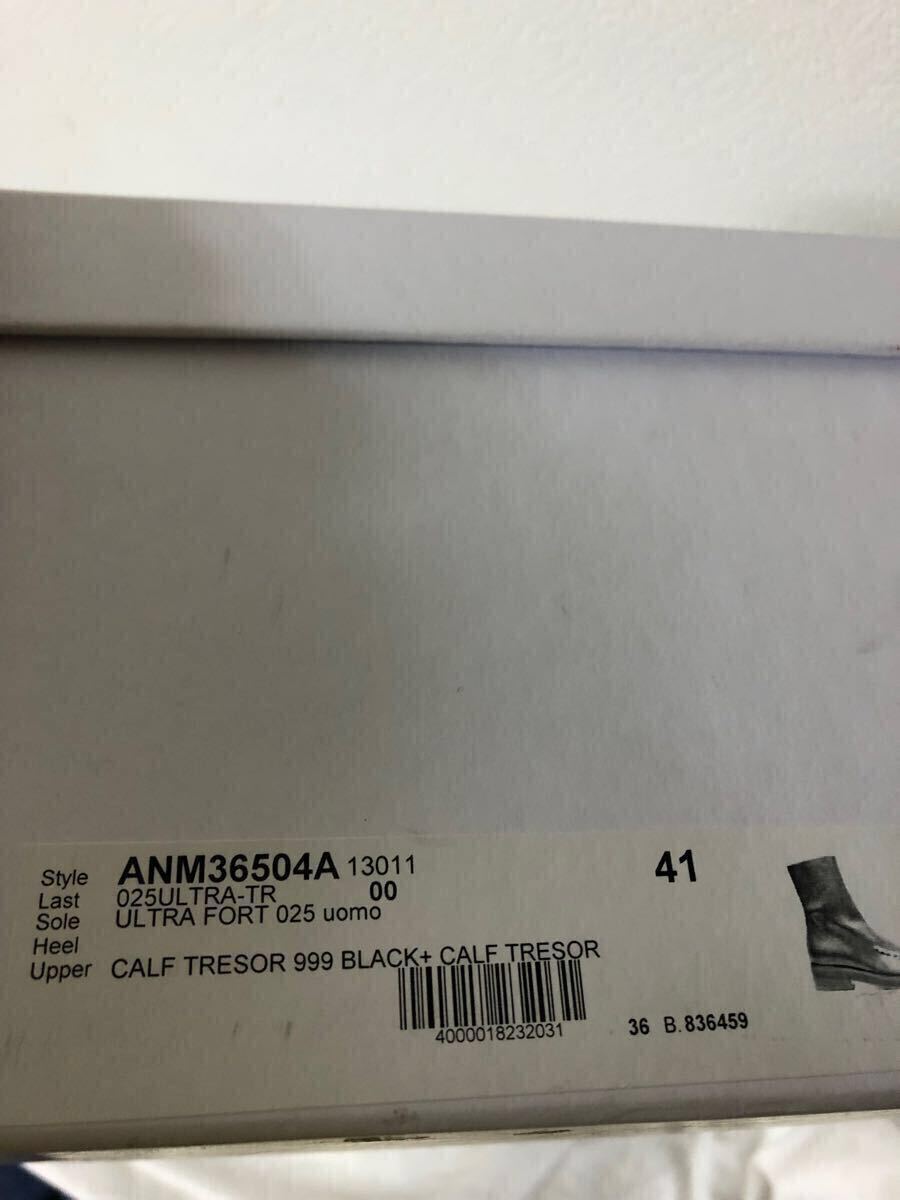 Style ANM36504A 13011 41
Last 025ULTRA-TR 00
Sole ULTRA FORT 025 uomo
Heel
Upper CALF TRESOR 999 BLACK+ CALF TRESOR
4000018232031
36 B.836459